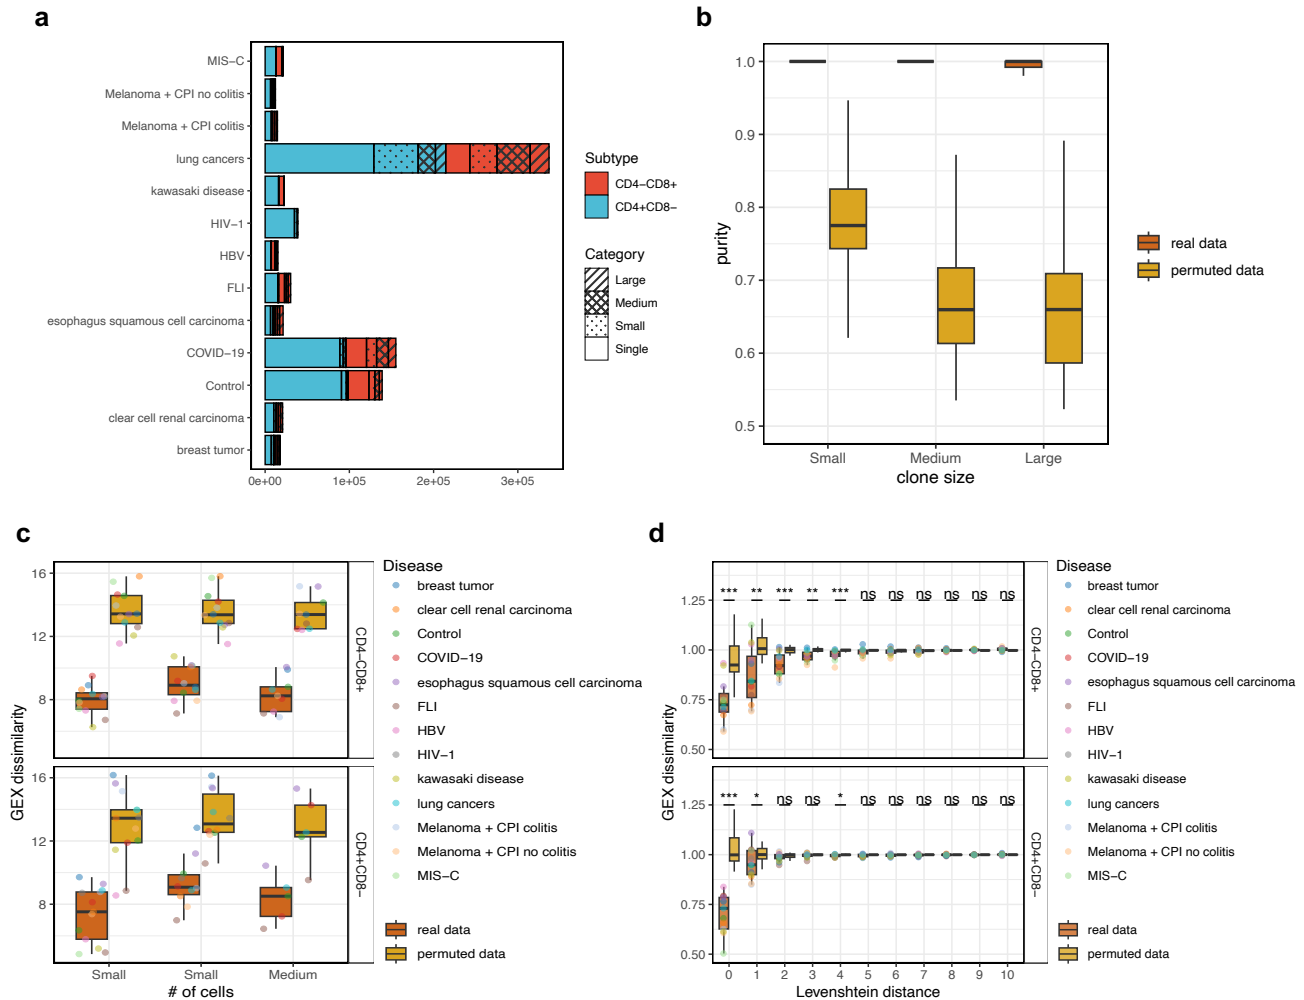 a
MIS−C
Melanoma + CPI no colitis
Melanoma + CPI colitis
lung cancers
kawasaki disease
HIV−1
HBV
FLI
esophagus squamous cell carcinoma
COVID−19
Control
clear cell renal carcinoma
breast tumor
0e+00 1e+05 2e+05 3e+05
Subtype
CD4−CD8+
CD4+CD8−
Category
Large
Medium
Small
Single
b
purity
1.0
0.9
0.8
0.7
0.6
0.5
Small Medium Large
clone size
real data
permuted data
c
GEX dissimilarity
16
12
8
CD4−CD8+
16
12
8
CD4+CD8−
Small Small Medium
# of cells
Disease
breast tumor
clear cell renal carcinoma
Control
COVID−19
esophagus squamous cell carcinoma
FLI
HBV
HIV−1
kawasaki disease
lung cancers
Melanoma + CPI colitis
Melanoma + CPI no colitis
MIS−C
real data
permuted data
d
GEX dissimilarity
*** ** *** ** *** ns ns ns ns ns ns
1.25
1.00
0.75
0.50
CD4−CD8+
*** * ns ns * ns ns ns ns ns ns
1.25
1.00
0.75
0.50
CD4+CD8−
0 1 2 3 4 5 6 7 8 9 10
Levenshtein distance
Disease
breast tumor
clear cell renal carcinoma
Control
COVID−19
esophagus squamous cell carcinoma
FLI
HBV
HIV−1
kawasaki disease
lung cancers
Melanoma + CPI colitis
Melanoma + CPI no colitis
MIS−C
real data
permuted data